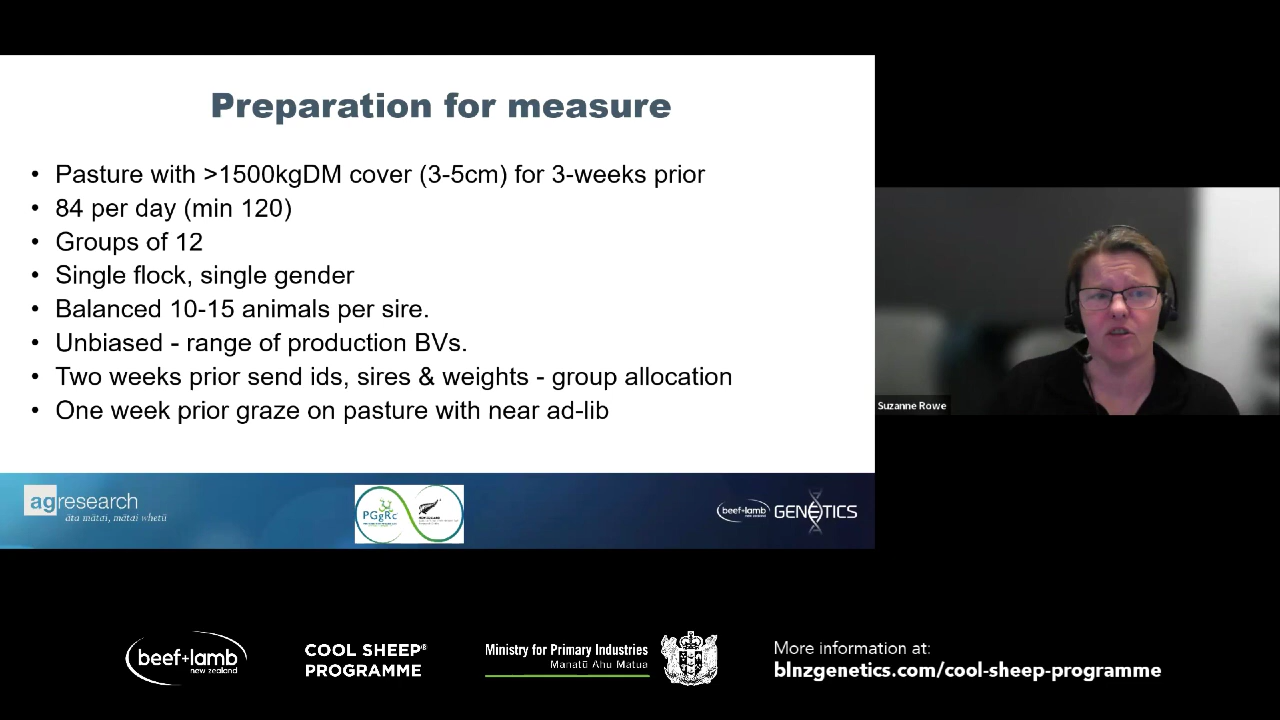 Preparation for measure
• Pasture with >1500kgDM cover (3-5cm) for 3-weeks prior
• 84 per day (min 120)
• Groups of 12
• Single flock, single gender
• Balanced 10-15 animals per sire.
• Unbiased - range of production BVs.
• Two weeks prior send ids, sires & weights - group allocation
• One week prior graze on pasture with near ad-lib
Suzanne Rowe
agresearch
āta mātai, mātai whetū
PGgRc
beef+lamb
GENETICS
beef+lamb
new zealand
COOL SHEEP®
PROGRAMME
Ministry for Primary Industries
Manatū Ahu Matua
More information at:
blnzgenetics.com/cool-sheep-programme